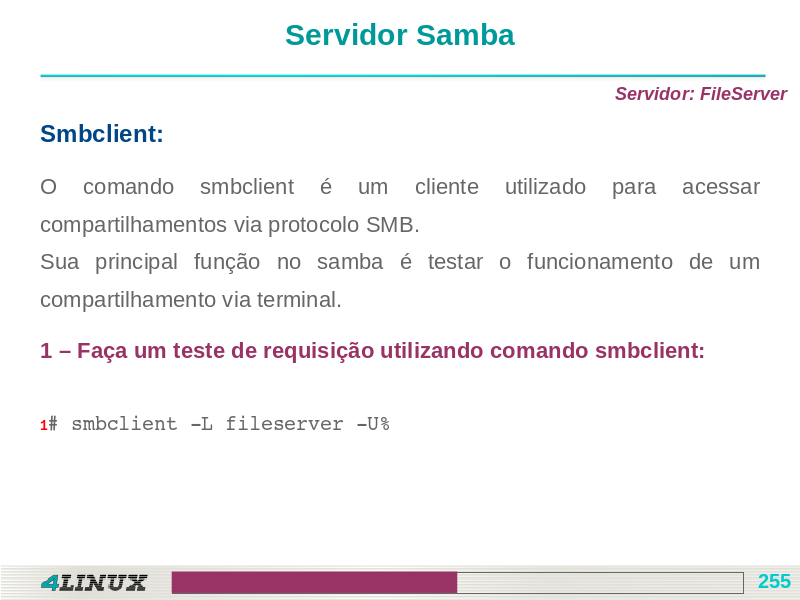 Servidor Samba
Servidor: FileServer
Smbclient:
O comando smbclient é um cliente utilizado para acessar
compartilhamentos via protocolo SMB.
Sua principal função no samba é testar o funcionamento de um
compartilhamento via terminal.
1 – Faça um teste de requisição utilizando comando smbclient:
1# smbclient –L fileserver –U%
4LINUX
255